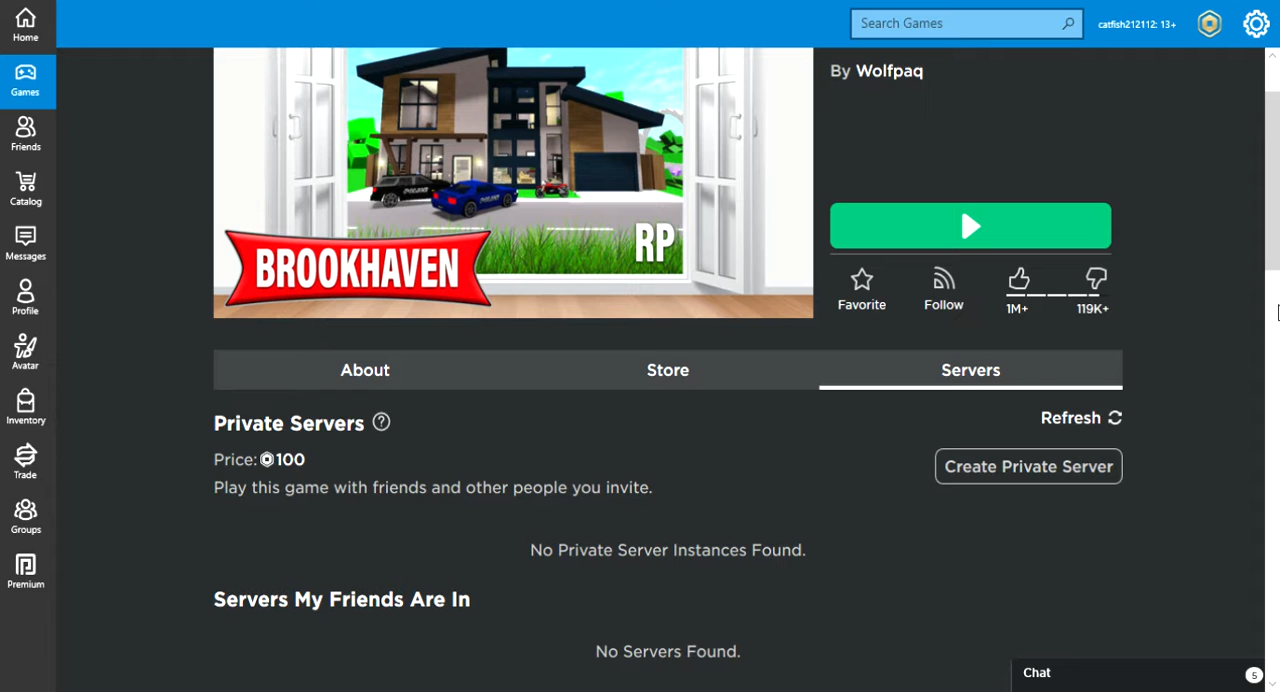 Home
Search Games
catfish212112: 13+
Games
Friends
Catalog
Messages
Profile
Avatar
Inventory
Trade
Groups
Premium
By Wolfpaq
BROOKHAVEN
RP
Favorite
Follow
1M+
119K+
About
Store
Servers
Private Servers
Refresh
Price: 100
Create Private Server
Play this game with friends and other people you invite.
No Private Server Instances Found.
Servers My Friends Are In
No Servers Found.
Chat
5